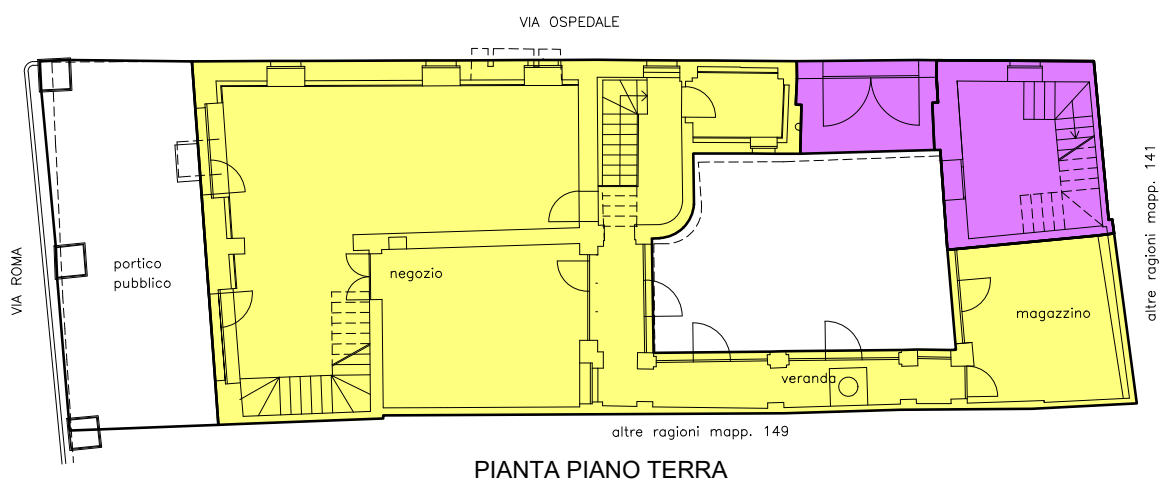 VIA OSPEDALE
VIA ROMA
portico
pubblico
negozio
magazzino
veranda
altre ragioni mapp. 141
altre ragioni mapp. 149
PIANTA PIANO TERRA